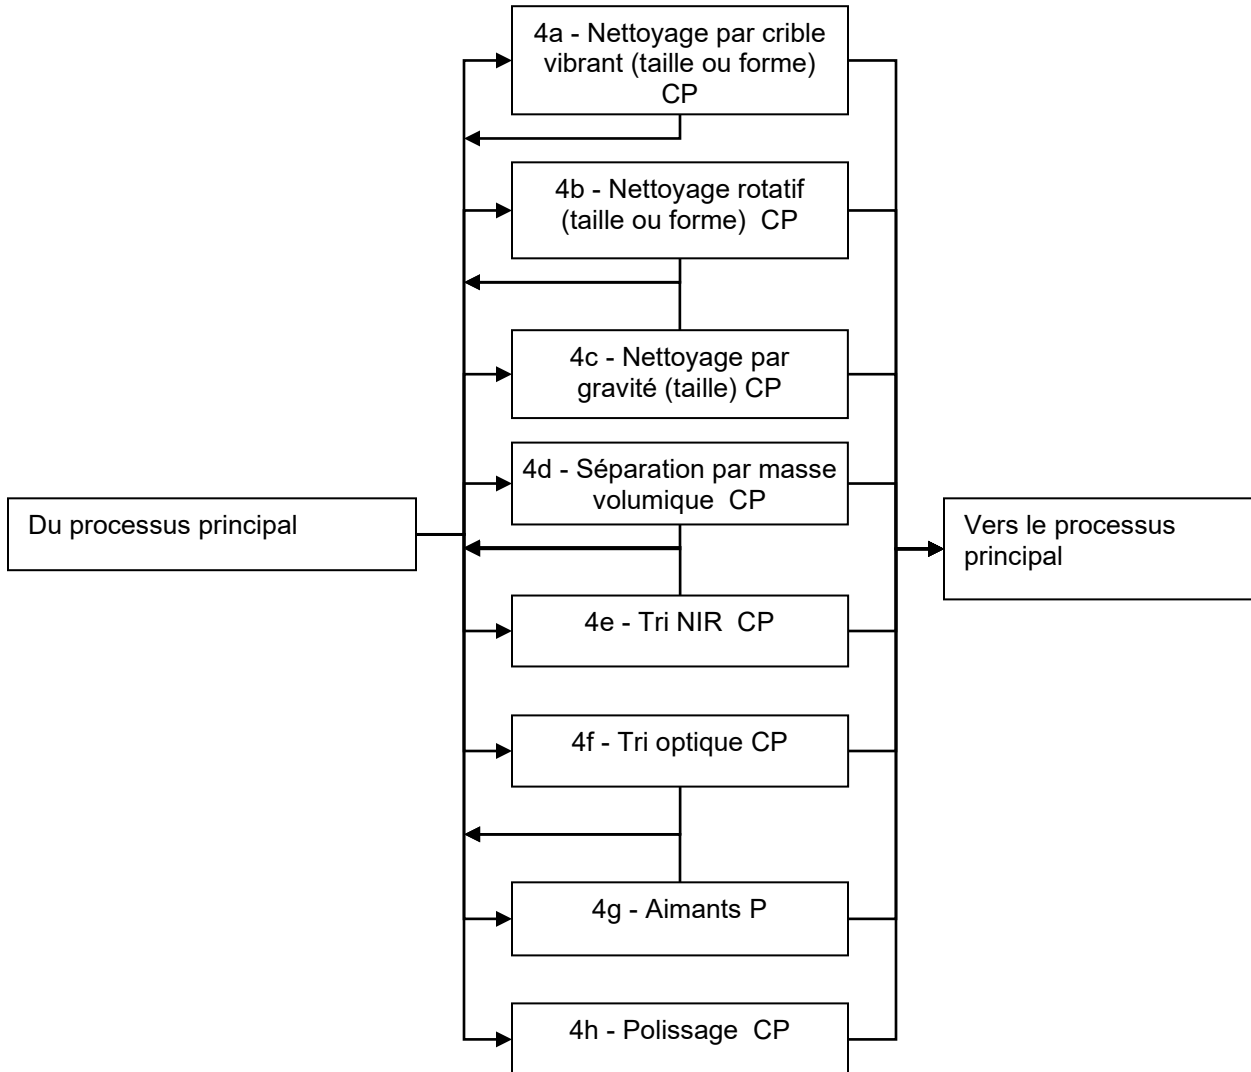 4a - Nettoyage par crible
vibrant (taille ou forme)
CP
4b - Nettoyage rotatif
(taille ou forme)  CP
4c - Nettoyage par
gravité (taille) CP
4d - Séparation par masse
volumique  CP
Du processus principal
Vers le processus
principal
4e - Tri NIR  CP
4f - Tri optique CP
4g - Aimants P
4h - Polissage  CP